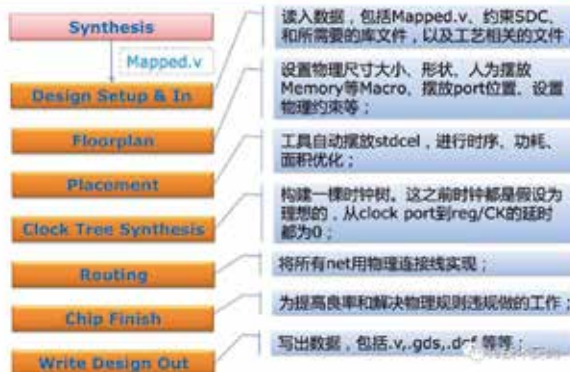 Synthesis
Mapped.v
Design Setup & In
Floorplan
Placement
Clock Tree Synthesis
Routing
Chip Finish
Write Design Out
读入数据，包括Mapped.v、约束SDC、
和所需要的库文件，以及工艺相关的文件；
设置物理尺寸大小、形状、人为摆放
Memory等Macro、摆放port位置、设置
物理约束等；
工具自动摆放stdcel，进行时序、功耗、
面积优化；
构建一棵时钟树。这之前时钟都是假设为
理想的，从clock port到reg/CK的延时
都为0；
将所有net用物理连接线实现；
为提高良率和解决物理规则违规做的工作；
写出数据，包括.v,.gds,.def 等等；